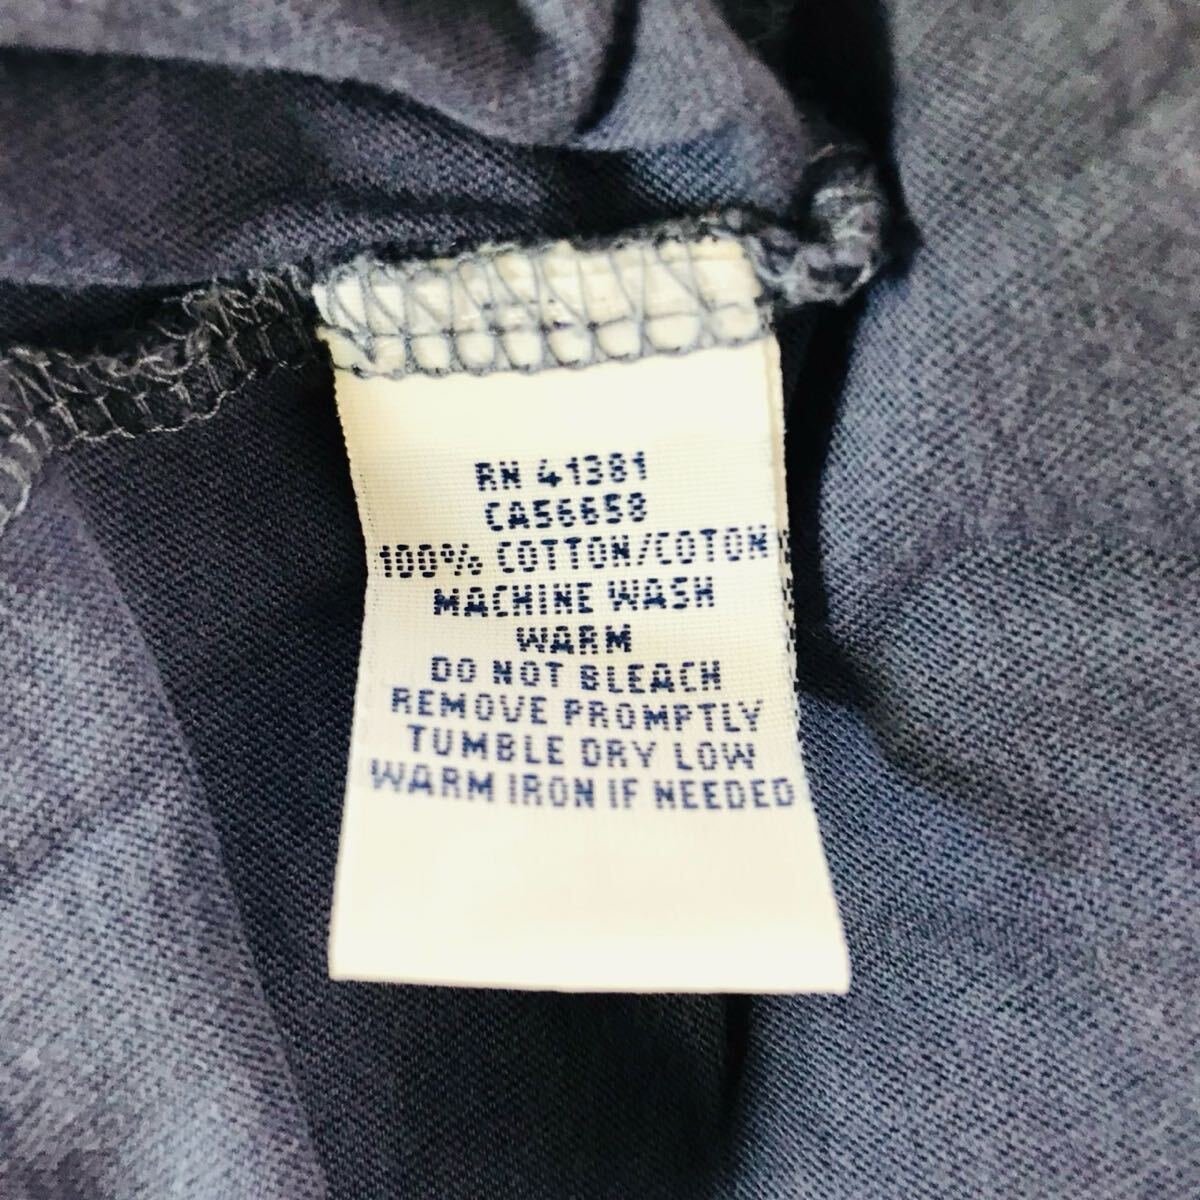 RN 41381
CA56658
100% COTTON/COTON
MACHINE WASH
WARM
DO NOT BLEACH
REMOVE PROMPTLY
TUMBLE DRY LOW
WARM IRON IF NEEDED